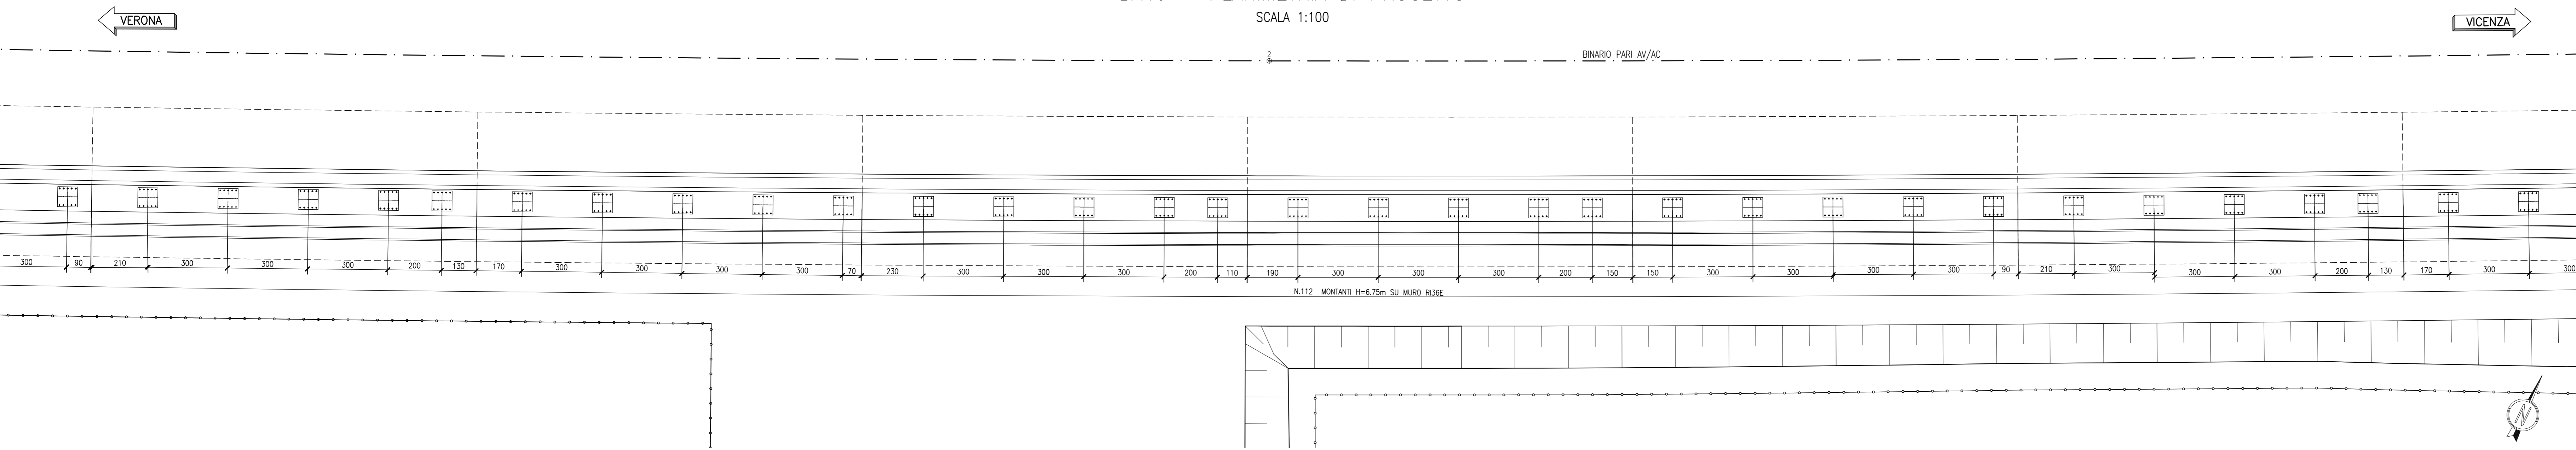 SCALA 1:100
VERONA
VICENZA
2
BINARIO PARI AV/AC
300 90 210 300 300 300 200 130 170 300 300 300 300 70 230 300 300 300 200 110 190 300 300 300 200 150 150 300 300 300 300 90 210 300 300 300 200 130 170 300 300
N.112 MONTANTI H=6.75m SU MURO RI36E
N